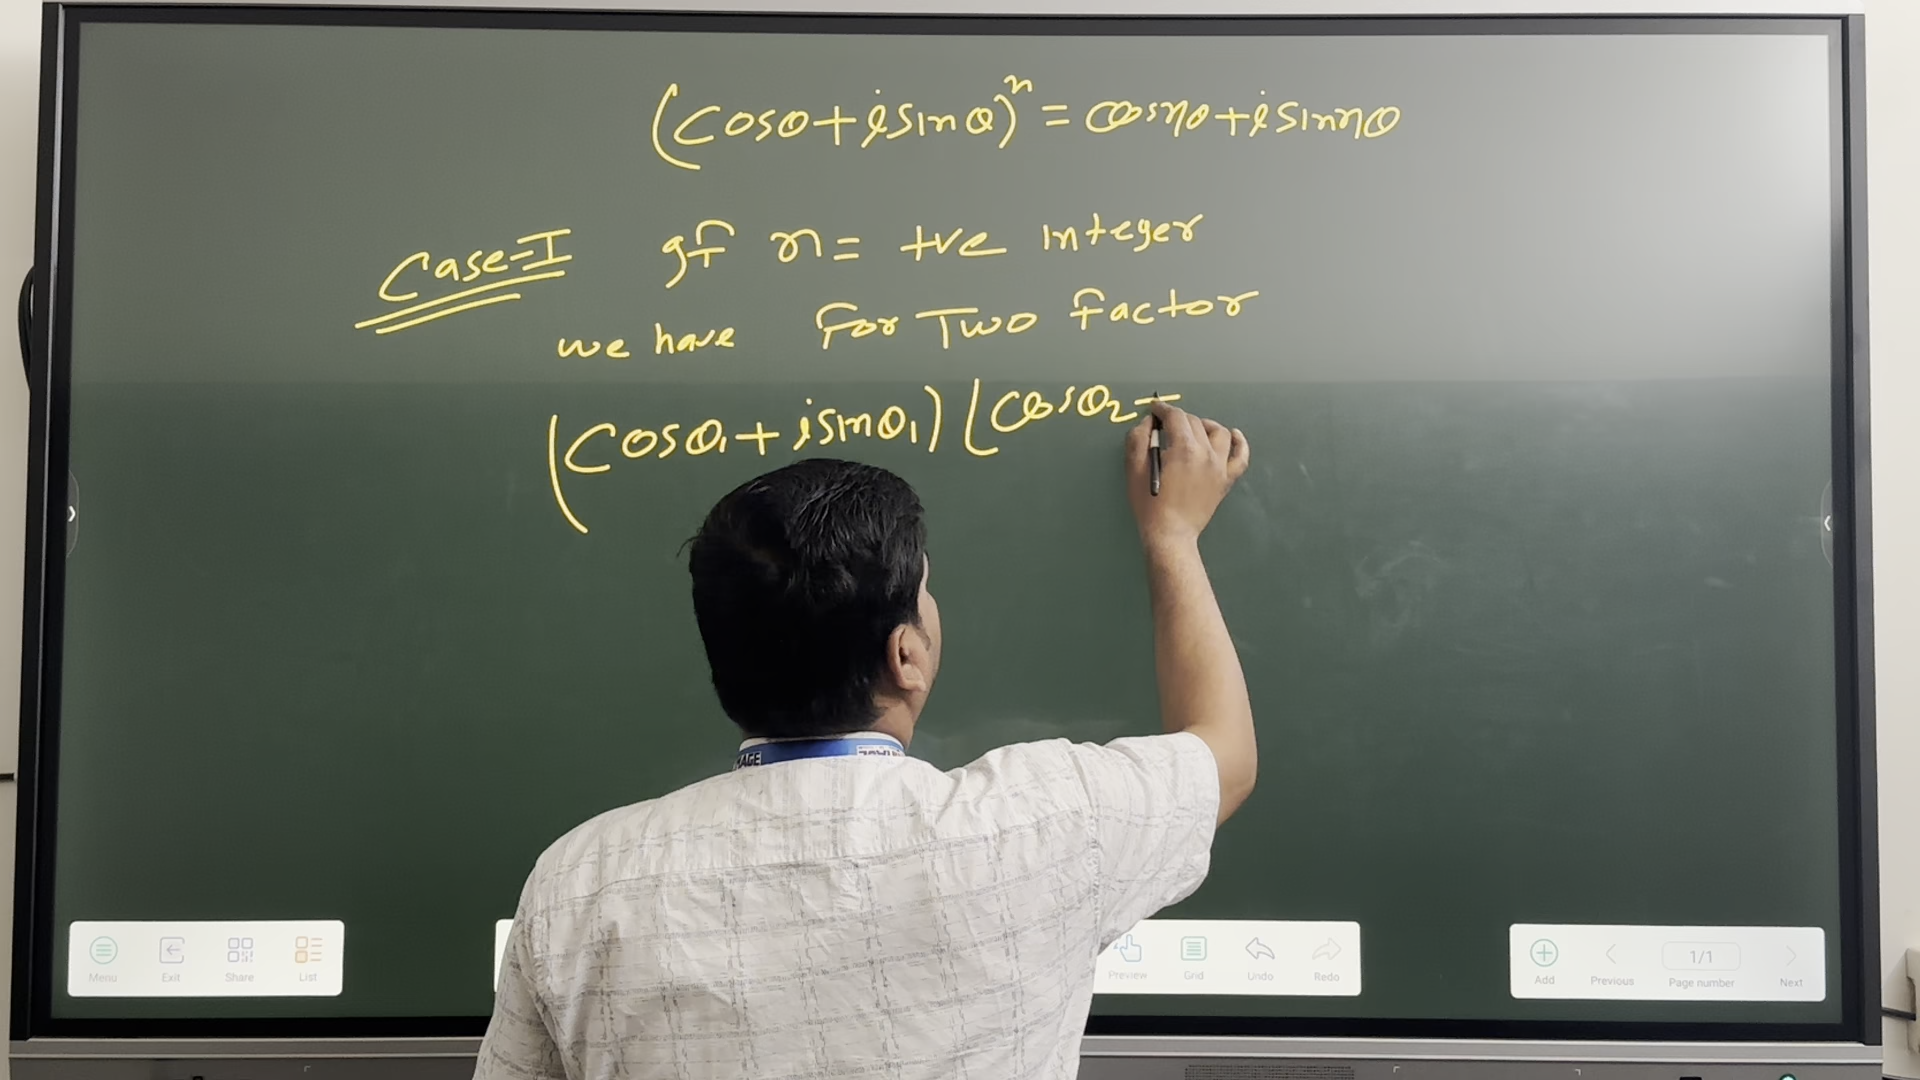 (cosθ+isinθ)ⁿ = cosnθ+isinnθ
Case-I If n = +ve integer
we have For Two factor
(cosθ₁+isinθ₁) (cosθ₂+
Menu Exit Share List Preview Grid Undo Redo Add Previous 1/1 Page number Next